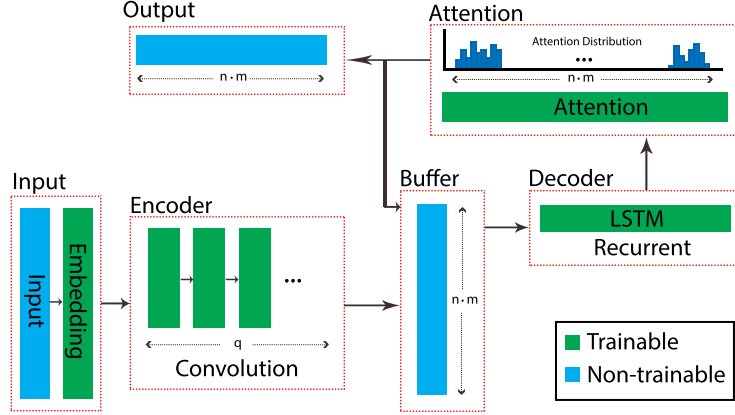 Output
n · m
Attention
Attention Distribution
...
n · m
Attention
Input
Input
Embedding
Encoder
...
q
Convolution
Buffer
n · m
Decoder
LSTM
Recurrent
Trainable
Non-trainable